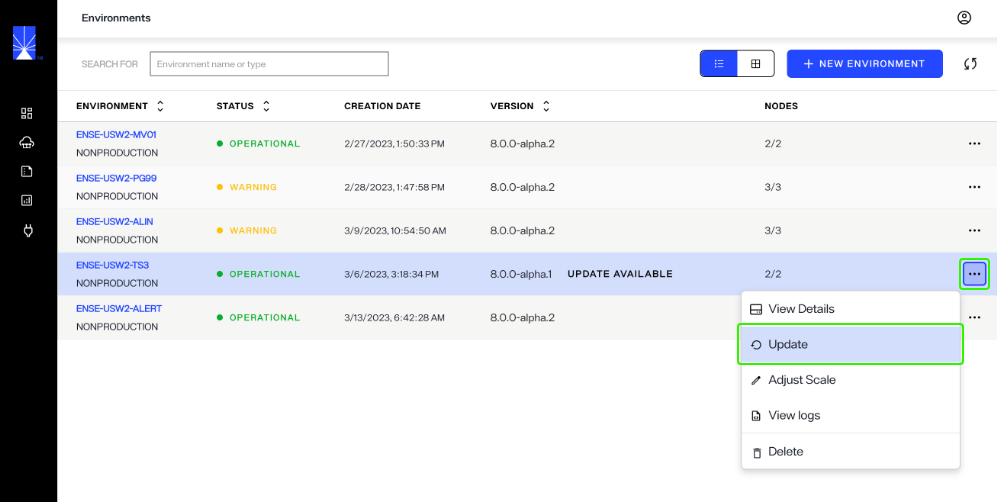 Environments
SEARCH FOR Environment name or type NEW ENVIRONMENT
ENVIRONMENT STATUS CREATION DATE VERSION NODES
ENSE-USW2-MV01
NONPRODUCTION
OPERATIONAL 2/27/2023, 1:50:33 PM 8.0.0-alpha.2 2/2
ENSE-USW2-PG99
NONPRODUCTION
WARNING 2/28/2023, 1:47:58 PM 8.0.0-alpha.2 3/3
ENSE-USW2-ALIN
NONPRODUCTION
WARNING 3/9/2023, 10:54:50 AM 8.0.0-alpha.2 3/3
ENSE-USW2-TS3
NONPRODUCTION
OPERATIONAL 3/6/2023, 3:18:34 PM 8.0.0-alpha.1 UPDATE AVAILABLE 2/2
ENSE-USW2-ALERT
NONPRODUCTION
OPERATIONAL 3/13/2023, 6:42:28 AM 8.0.0-alpha.2
View Details
Update
Adjust Scale
View logs
Delete